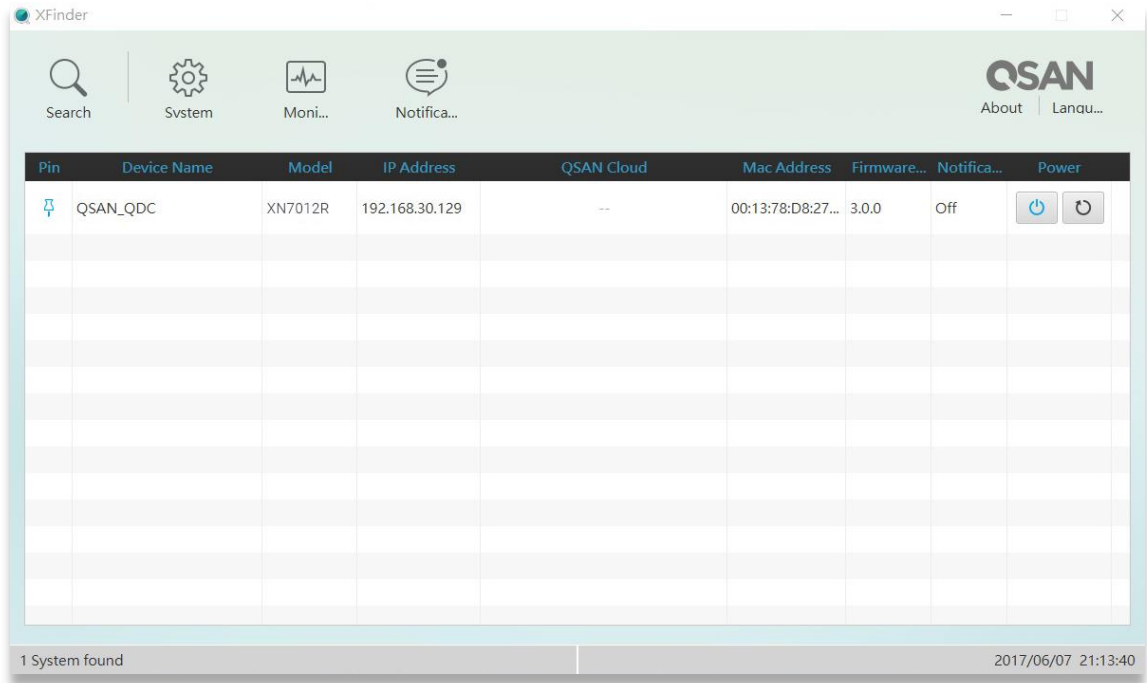 XFinder
QSAN
Search System Moni... Notifica... About Langu...
Pin Device Name Model IP Address QSAN Cloud Mac Address Firmware... Notifica... Power
QSAN_QDC XN7012R 192.168.30.129 -- 00:13:78:D8:27... 3.0.0 Off
1 System found 2017/06/07 21:13:40